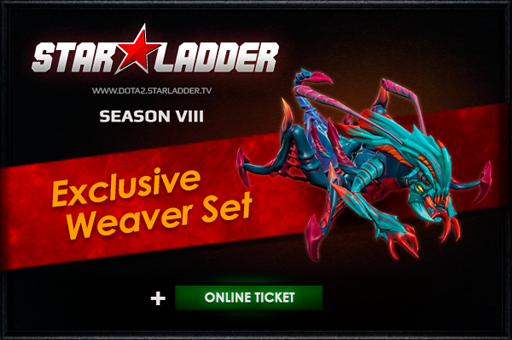 STAR LADDER
WWW.DOTA2.STARLADDER.TV
SEASON VIII
Exclusive
Weaver Set
+ ONLINE TICKET